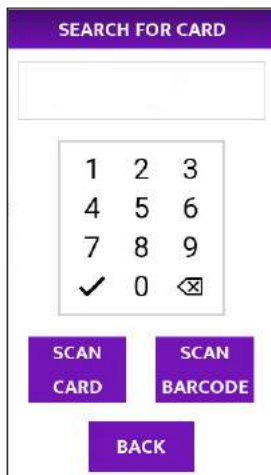 SEARCH FOR CARD
1 2 3
4 5 6
7 8 9
0
SCAN CARD
SCAN BARCODE
BACK